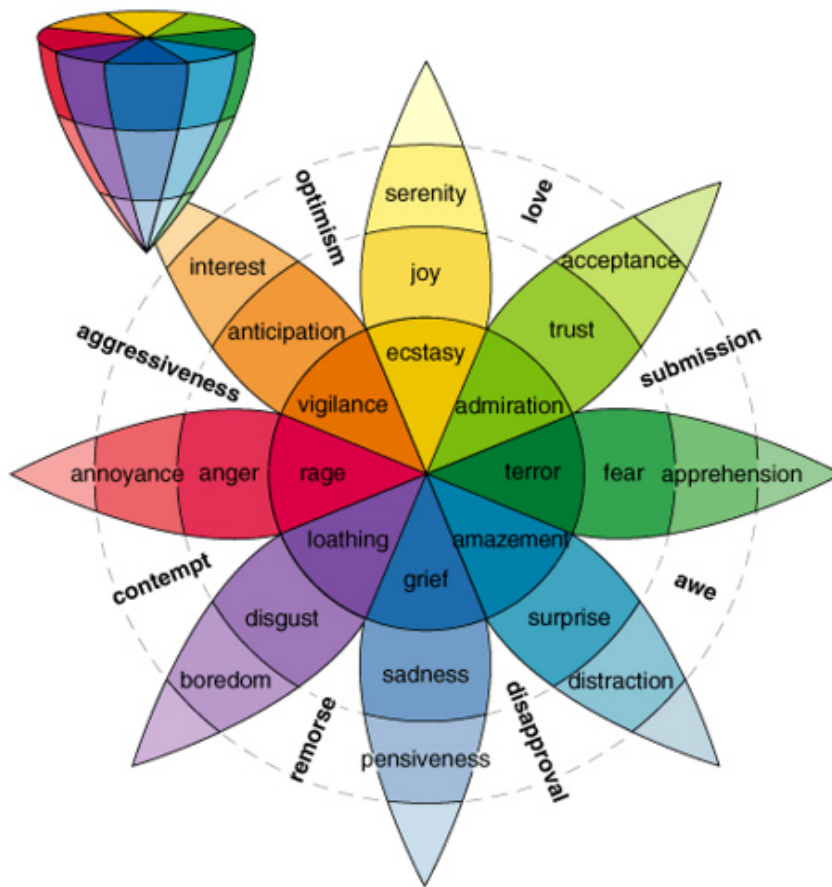 optimism
love
serenity
interest
joy
acceptance
anticipation
trust
aggressiveness
ecstasy
submission
vigilance
admiration
annoyance
anger
rage
terror
fear
apprehension
loathing
amazement
contempt
grief
awe
disgust
surprise
boredom
sadness
distraction
remorse
disapproval
pensiveness